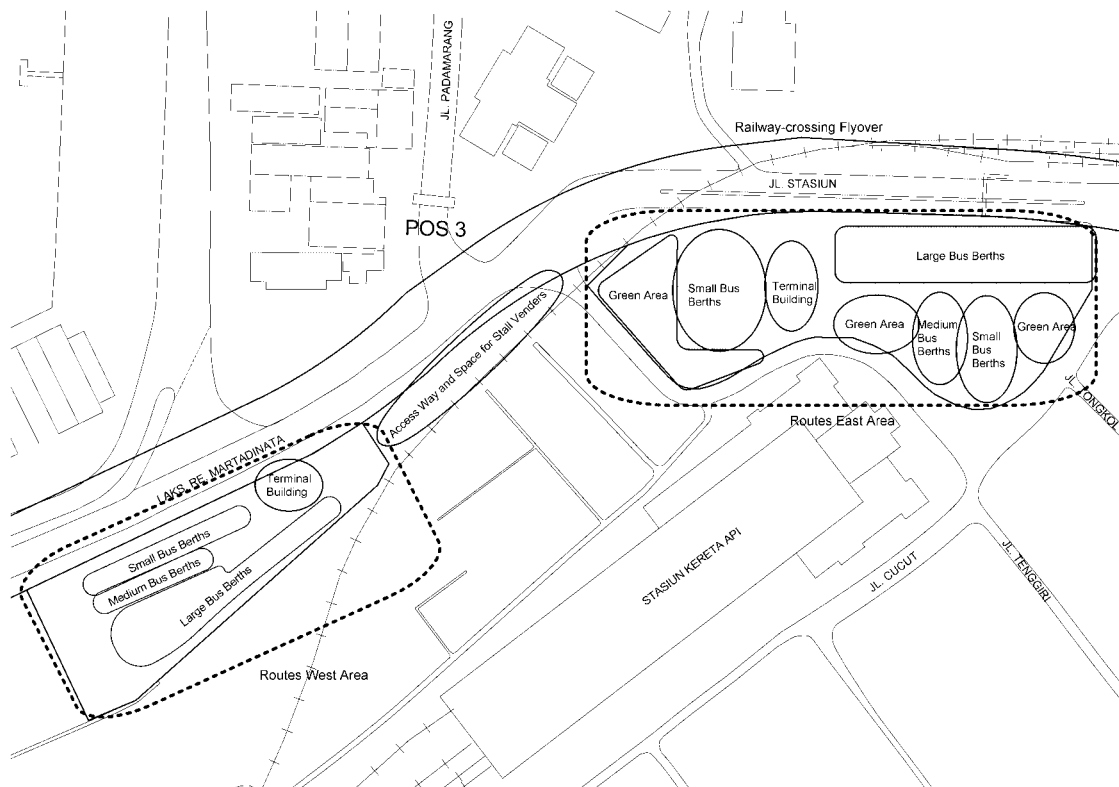 JL. PADAMARANG
Railway-crossing Flyover
JL. STASIUN
POS 3
Large Bus Berths
Green Area
Small Bus
Berths
Terminal
Building
Green Area
Medium
Bus
Berths
Small
Bus
Berths
Green Area
Access Way and Space for Stall Venders
JL. TONGKOL
Routes East Area
LAKS. RE. MARTADINATA
Terminal
Building
Small Bus Berths
Medium Bus Berths
Large Bus Berths
STASIUN KERETA API
JL. CUCUT
JL. TENGGIRI
Routes West Area